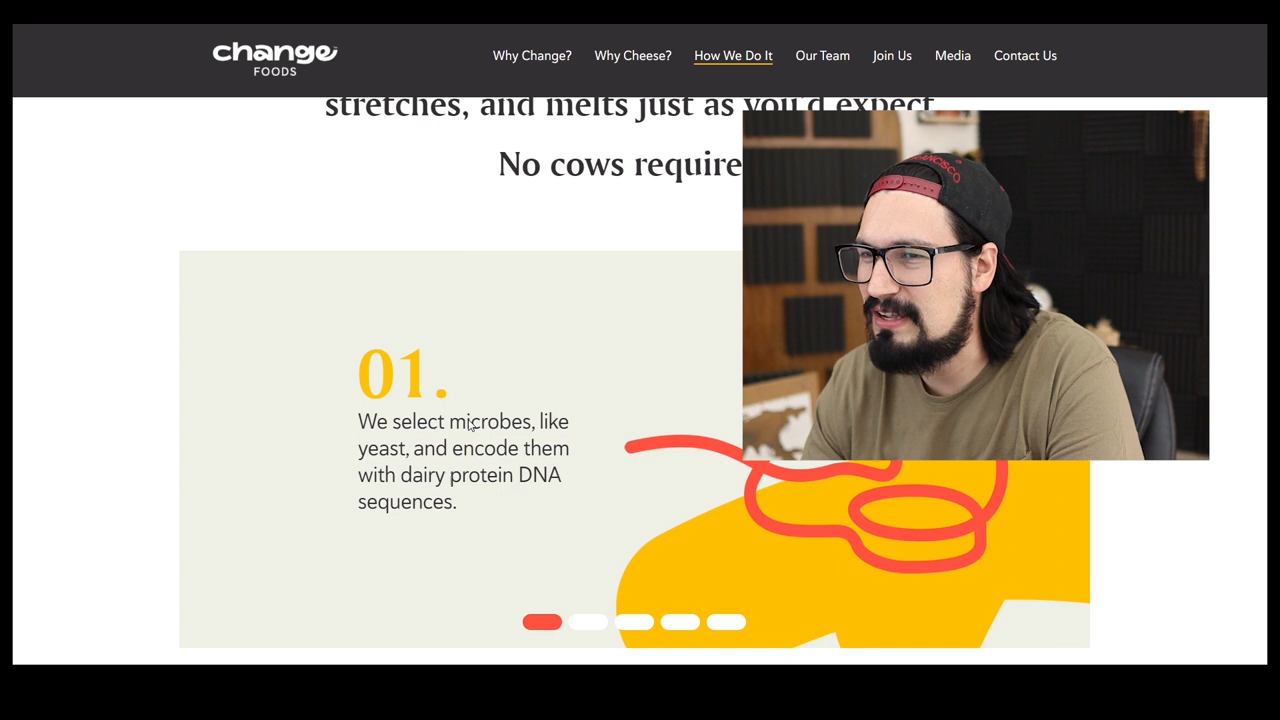 change
FOODS
Why Change?
Why Cheese?
How We Do It
Our Team
Join Us
Media
Contact Us
stretches, and melts just as you'd expect
No cows require
01.
We select microbes, like
yeast, and encode them
with dairy protein DNA
sequences.